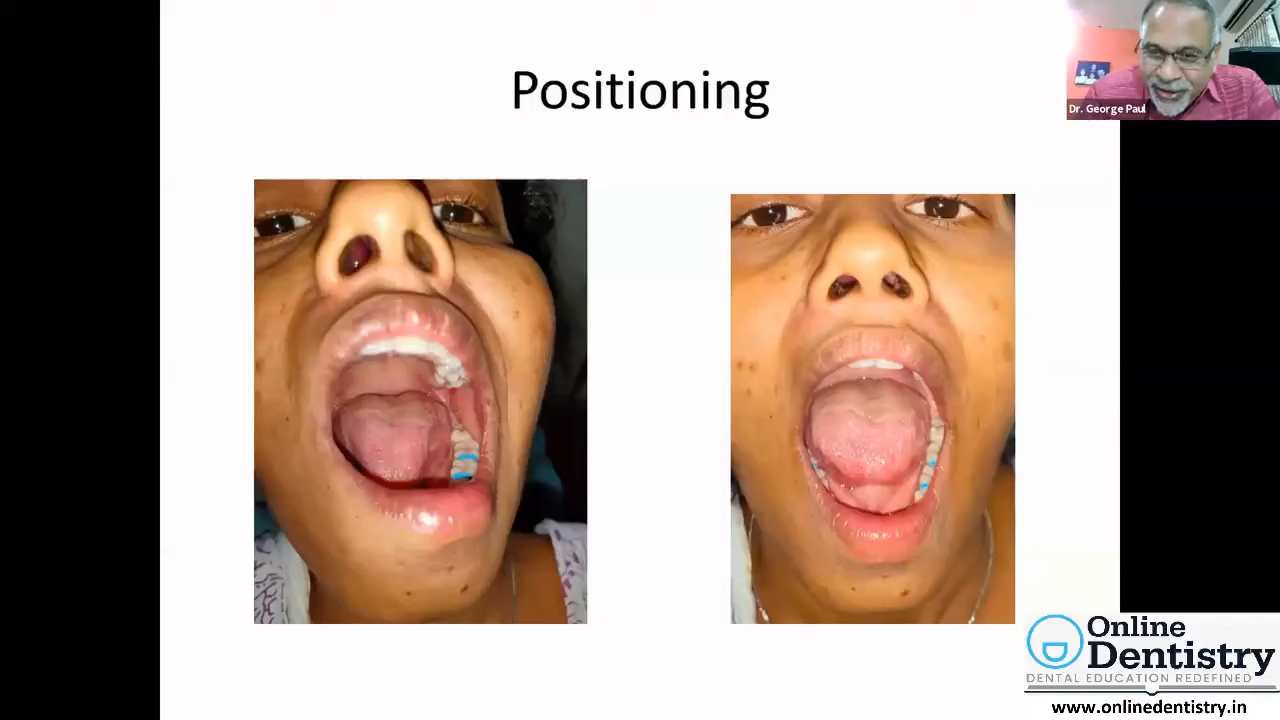 Positioning
Dr. George Paul
Online
Dentistry
DENTAL EDUCATION REDEFINED
www.onlinedentistry.in